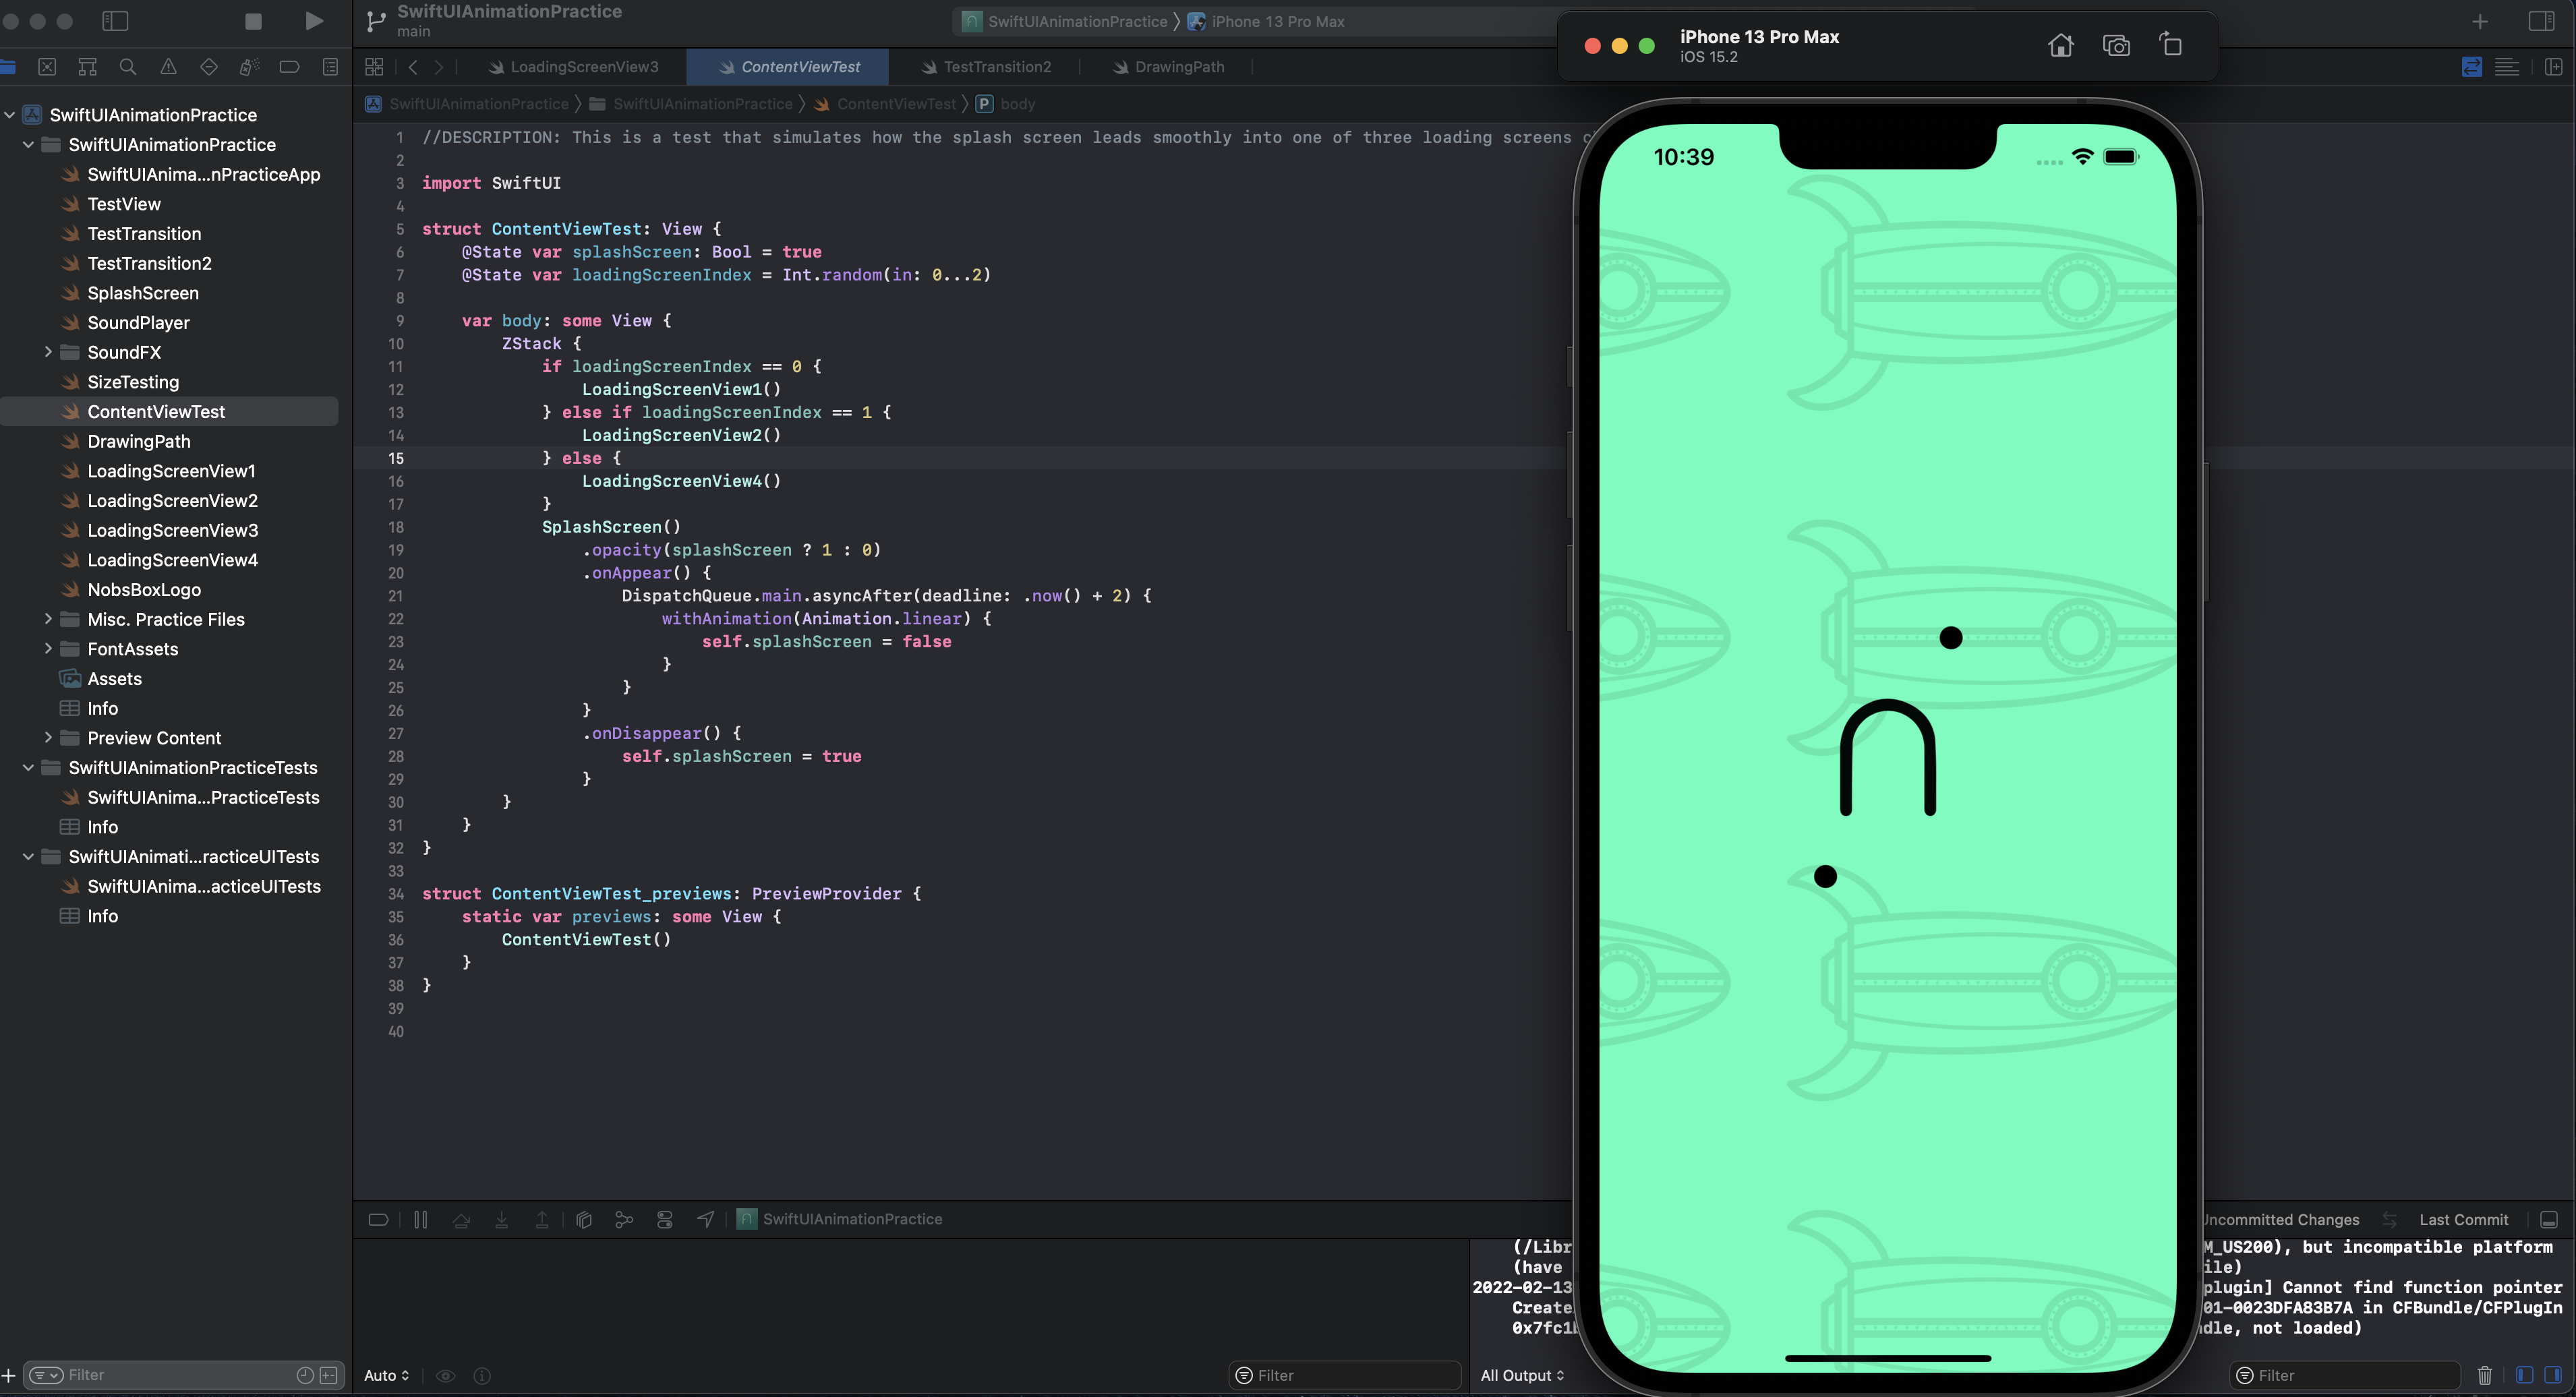 SwiftUIAnimationPractice
main
SwiftUIAnimationPractice
iPhone 13 Pro Max
iPhone 13 Pro Max
iOS 15.2
LoadingScreenView3
ContentViewTest
TestTransition2
DrawingPath
SwiftUIAnimationPractice
SwiftUIAnimationPractice
ContentViewTest
P body
SwiftUIAnimationPractice
SwiftUIAnimationPractice
SwiftUIAnima...nPracticeApp
TestView
TestTransition
TestTransition2
SplashScreen
SoundPlayer
SoundFX
SizeTesting
ContentViewTest
DrawingPath
LoadingScreenView1
LoadingScreenView2
LoadingScreenView3
LoadingScreenView4
NobsBoxLogo
Misc. Practice Files
FontAssets
Assets
Info
Preview Content
SwiftUIAnimationPracticeTests
SwiftUIAnima...PracticeTests
Info
SwiftUIAnimati...racticeUITests
SwiftUIAnima...acticeUITests
Info
Filter
1 //DESCRIPTION: This is a test that simulates how the splash screen leads smoothly into one of three loading screens
2
3 import SwiftUI
4
5 struct ContentViewTest: View {
6 @State var splashScreen: Bool = true
7 @State var loadingScreenIndex = Int.random(in: 0...2)
8
9 var body: some View {
10 ZStack {
11 if loadingScreenIndex == 0 {
12 LoadingScreenView1()
13 } else if loadingScreenIndex == 1 {
14 LoadingScreenView2()
15 } else {
16 LoadingScreenView4()
17 }
18 SplashScreen()
19 .opacity(splashScreen ? 1 : 0)
20 .onAppear() {
21 DispatchQueue.main.asyncAfter(deadline: .now() + 2) {
22 withAnimation(Animation.linear) {
23 self.splashScreen = false
24 }
25 }
26 }
27 .onDisappear() {
28 self.splashScreen = true
29 }
30 }
31 }
32 }
33
34 struct ContentViewTest_previews: PreviewProvider {
35 static var previews: some View {
36 ContentViewTest()
37 }
38 }
39
40
10:39
SwiftUIAnimationPractice
Uncommitted Changes
Last Commit
(/Libr M_US200), but incompatible platform
(have ile)
2022-02-13 plugin] Cannot find function pointer
Create 01-0023DFA83B7A in CFBundle/CFPlugIn
0x7fc1 dle, not loaded)
Auto
Filter
All Output
Filter